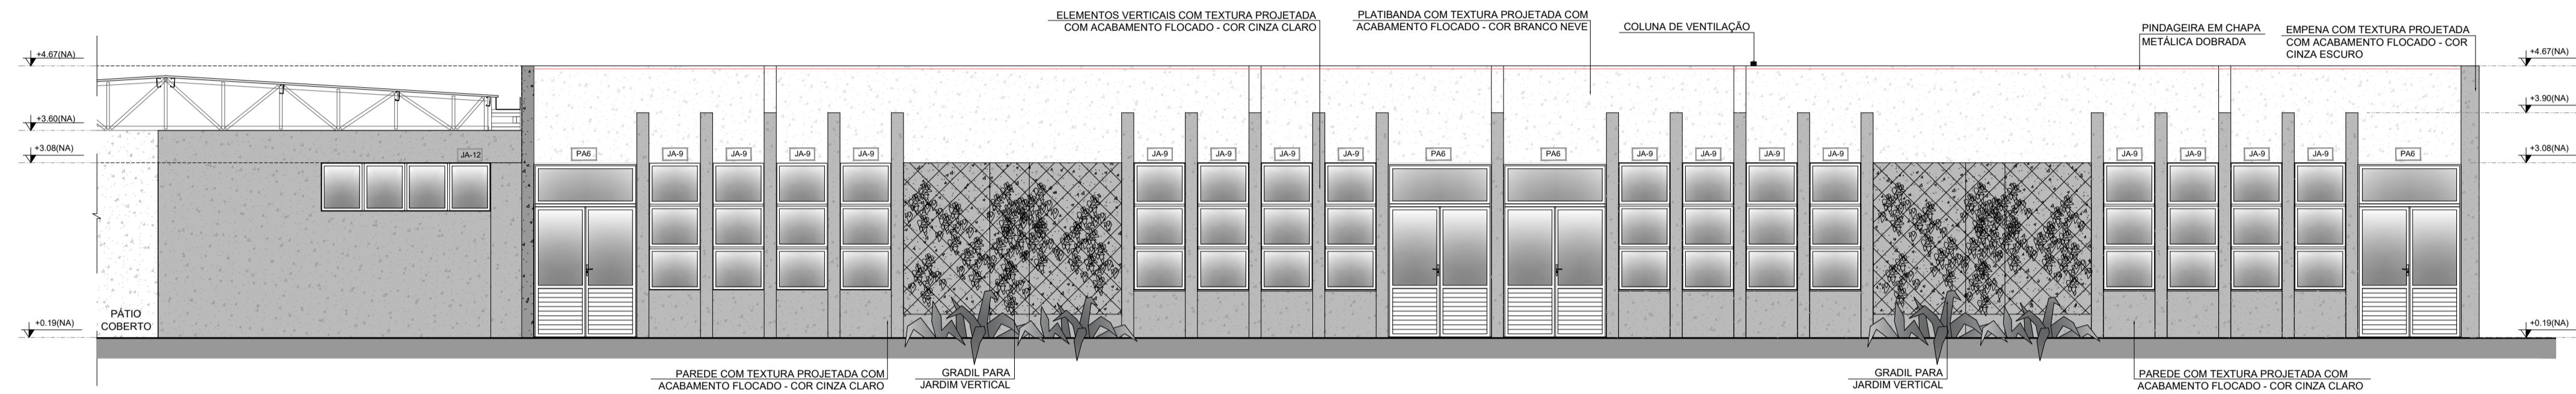 ELEMENTOS VERTICAIS COM TEXTURA PROJETADA
COM ACABAMENTO FLOCADO - COR CINZA CLARO
PLATIBANDA COM TEXTURA PROJETADA COM
ACABAMENTO FLOCADO - COR BRANCO NEVE
COLUNA DE VENTILAÇÃO
PINDAGEIRA EM CHAPA
METÁLICA DOBRADA
EMPENA COM TEXTURA PROJETADA
COM ACABAMENTO FLOCADO - COR
CINZA ESCURO
+4.67(NA)
+4.67(NA)
+3.90(NA)
+3.60(NA)
+3.08(NA)
+3.08(NA)
JA-12
PA6
JA-9
JA-9
JA-9
JA-9
JA-9
JA-9
JA-9
JA-9
PA6
PA6
JA-9
JA-9
JA-9
JA-9
JA-9
JA-9
JA-9
JA-9
PA6
PÁTIO
COBERTO
+0.19(NA)
+0.19(NA)
PAREDE COM TEXTURA PROJETADA COM
ACABAMENTO FLOCADO - COR CINZA CLARO
GRADIL PARA
JARDIM VERTICAL
GRADIL PARA
JARDIM VERTICAL
PAREDE COM TEXTURA PROJETADA COM
ACABAMENTO FLOCADO - COR CINZA CLARO